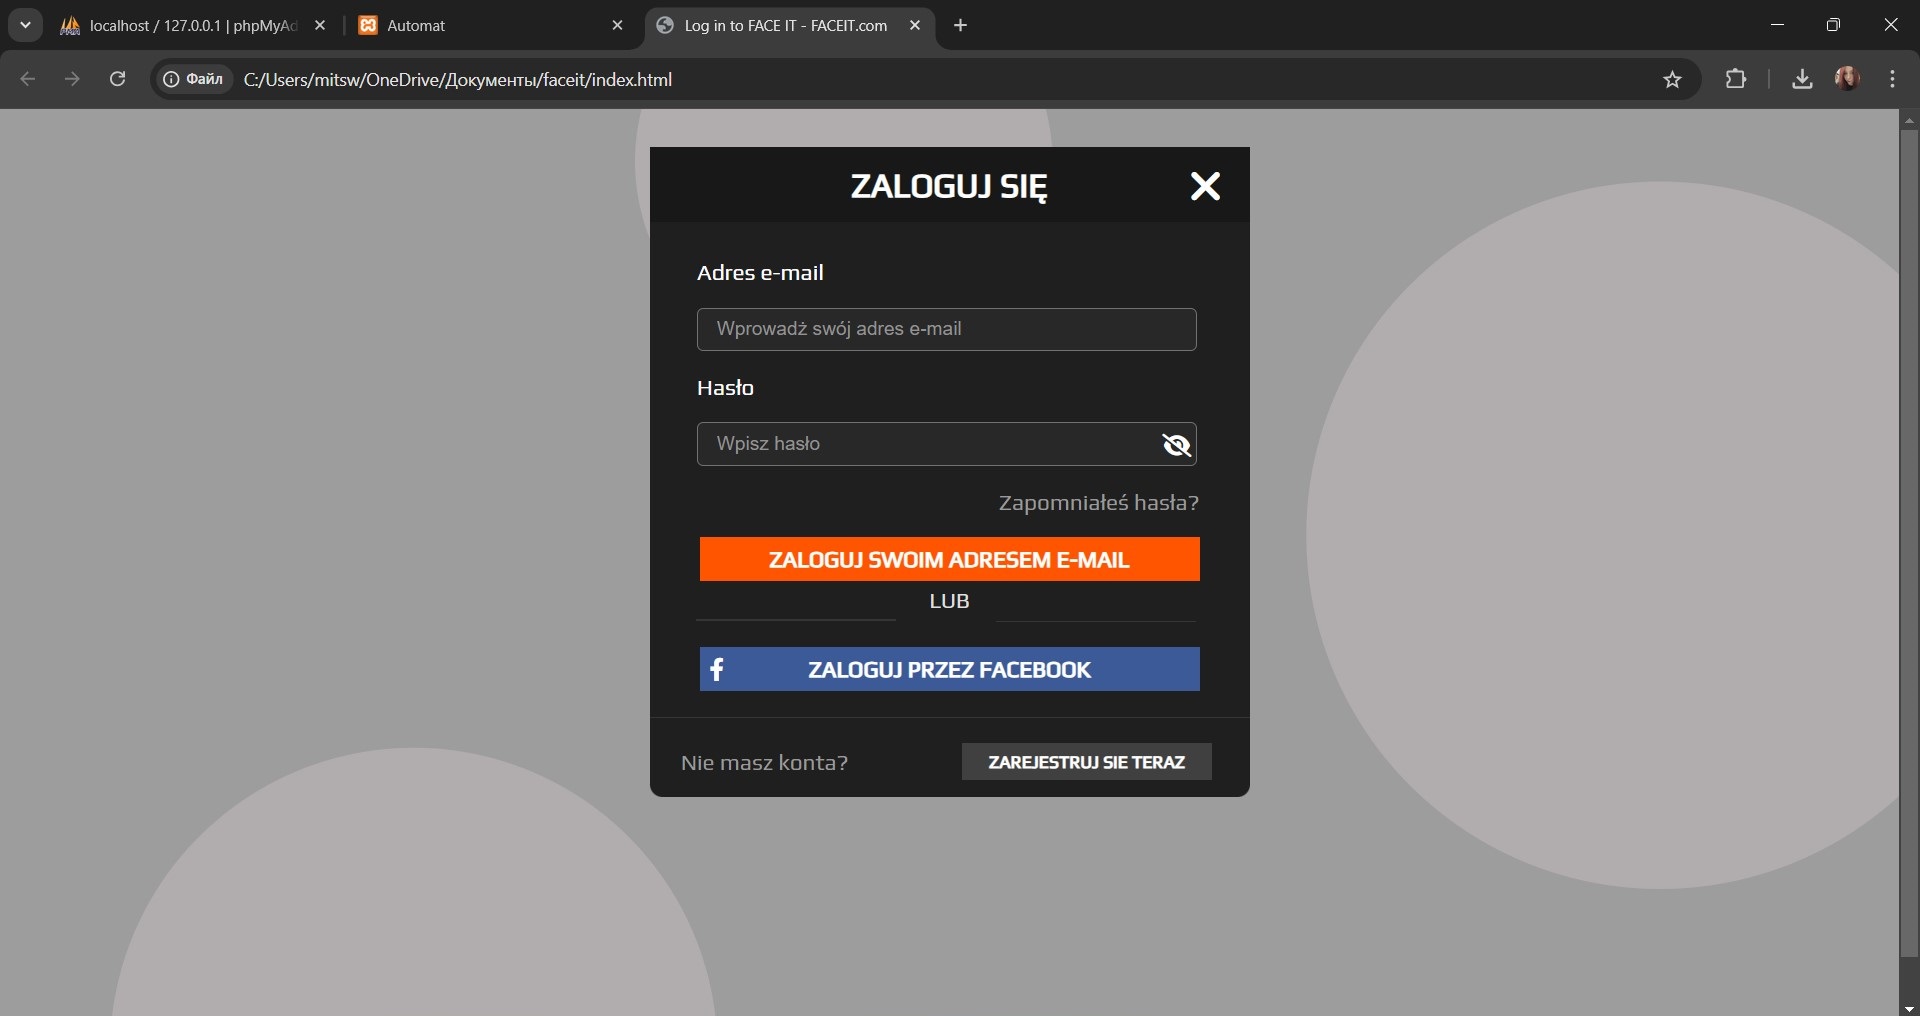 localhost / 127.0.0.1 | phpMyAd
Automat
Log in to FACE IT - FACEIT.com
Файл
C:/Users/mitsw/OneDrive/Документы/faceit/index.html
ZALOGUJ SIĘ
Adres e-mail
Wprowadź swój adres e-mail
Hasło
Wpisz hasło
Zapomniałeś hasła?
ZALOGUJ SWOIM ADRESEM E-MAIL
LUB
ZALOGUJ PRZEZ FACEBOOK
Nie masz konta?
ZAREJESTRUJ SIE TERAZ